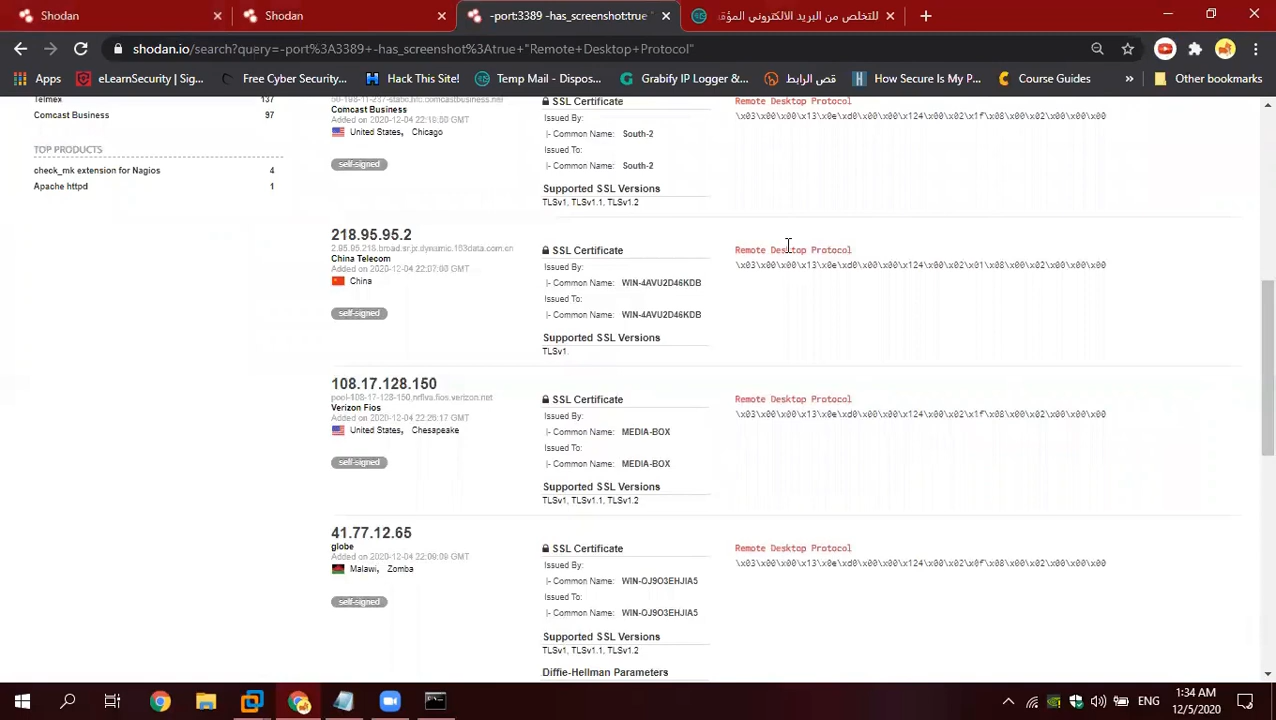 Shodan
Shodan
-port:3389 -has_screenshot:true "
للتخلص من البريد الالكتروني المؤق
shodan.io/search?query=-port%3A3389+-has_screenshot%3Atrue+"Remote+Desktop+Protocol"
Apps
eLearnSecurity | Sig...
Free Cyber Security...
Hack This Site!
Temp Mail - Dispos...
Grabify IP Logger &...
قص الرابط
How Secure Is My P...
Course Guides
»
Other bookmarks
Telmex 137
Comcast Business 97
TOP PRODUCTS
check_mk extension for Nagios 4
Apache httpd 1
Comcast Business
Added on 2020-12-04 22:19:50 GMT
United States, Chicago
self-signed
SSL Certificate
Issued By:
|- Common Name: South-2
Issued To:
|- Common Name: South-2
Supported SSL Versions
TLSv1, TLSv1.1, TLSv1.2
Remote Desktop Protocol
\x03\x00\x00\x13\x0e\xd0\x00\x00\x124\x00\x02\x1f\x08\x00\x02\x00\x00\x00
218.95.95.2
2.95.95.218.broad.sr.jx.dynamic.163data.com.cn
China Telecom
Added on 2020-12-04 22:07:00 GMT
China
self-signed
SSL Certificate
Issued By:
|- Common Name: WIN-4AVU2D46KDB
Issued To:
|- Common Name: WIN-4AVU2D46KDB
Supported SSL Versions
TLSv1.
Remote Desktop Protocol
\x03\x00\x00\x13\x0e\xd0\x00\x00\x124\x00\x02\x01\x08\x00\x02\x00\x00\x00
108.17.128.150
pool-108-17-128-150.nrflva.fios.verizon.net
Verizon Fios
Added on 2020-12-04 22:26:17 GMT
United States, Chesapeake
self-signed
SSL Certificate
Issued By:
|- Common Name: MEDIA-BOX
Issued To:
|- Common Name: MEDIA-BOX
Supported SSL Versions
TLSv1, TLSv1.1, TLSv1.2
Remote Desktop Protocol
\x03\x00\x00\x13\x0e\xd0\x00\x00\x124\x00\x02\x1f\x08\x00\x02\x00\x00\x00
41.77.12.65
globe
Added on 2020-12-04 22:09:09 GMT
Malawi, Zomba
self-signed
SSL Certificate
Issued By:
|- Common Name: WIN-OJ9O3EHJIA5
Issued To:
|- Common Name: WIN-OJ9O3EHJIA5
Supported SSL Versions
TLSv1, TLSv1.1, TLSv1.2
Diffie-Hellman Parameters
Remote Desktop Protocol
\x03\x00\x00\x13\x0e\xd0\x00\x00\x124\x00\x02\x0f\x08\x00\x02\x00\x00\x00
ENG
1:34 AM
12/5/2020